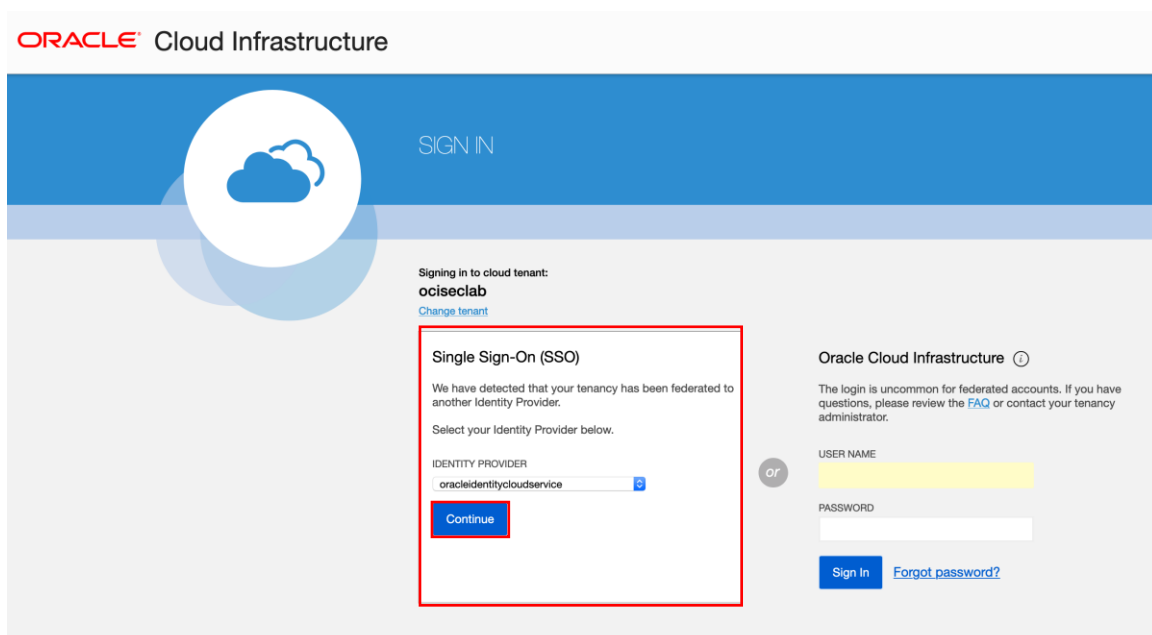 ORACLE Cloud Infrastructure
SIGN IN
Signing in to cloud tenant:
ociseclab
Change tenant
Single Sign-On (SSO)
We have detected that your tenancy has been federated to
another Identity Provider.
Select your Identity Provider below.
IDENTITY PROVIDER
oracleidentitycloudservice
Continue
or
Oracle Cloud Infrastructure i
The login is uncommon for federated accounts. If you have
questions, please review the FAQ or contact your tenancy
administrator.
USER NAME
PASSWORD
Sign In Forgot password?